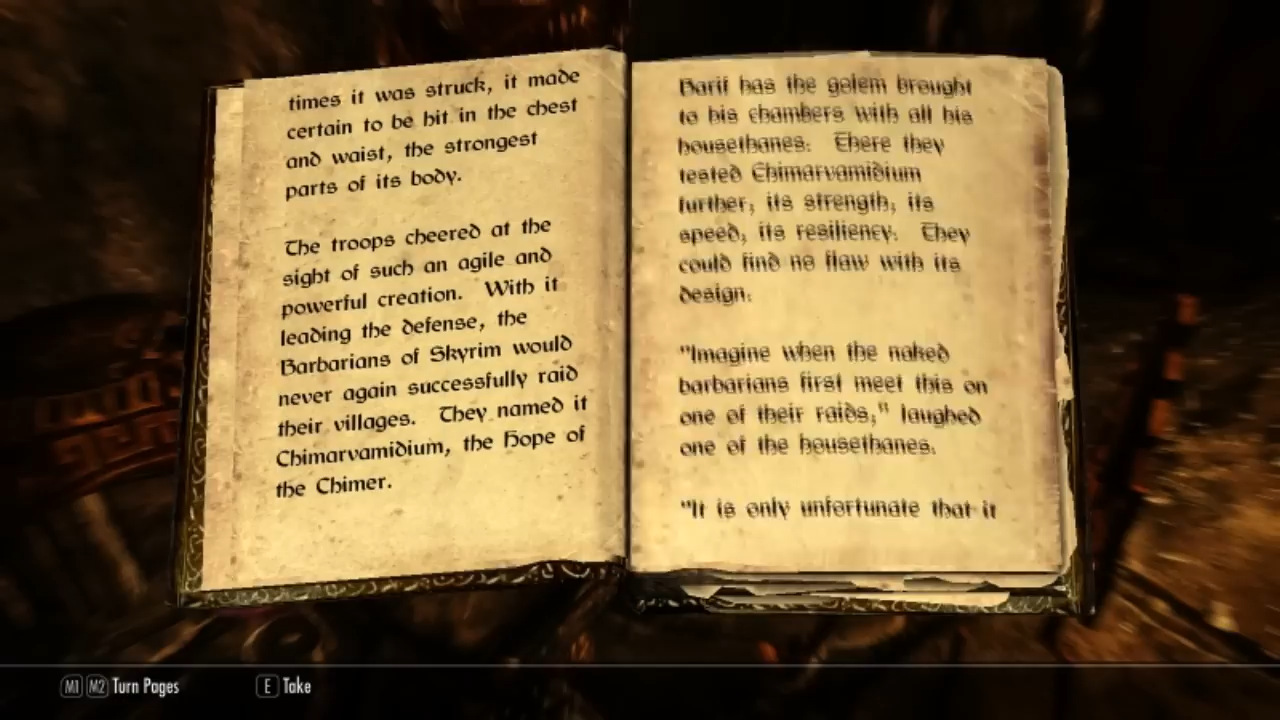 times it was struck, it made
certain to be hit in the chest
and waist, the strongest
parts of its body.
The troops cheered at the
sight of such an agile and
powerful creation.  With it
leading the defense, the
Barbarians of Skyrim would
never again successfully raid
their villages.  They named it
Chimarvamidium, the Hope of
the Chimer.
Barif has the golem brought
to his chambers with all his
housethanes.  There they
tested Chimarvamidium
further, its strength, its
speed, its resiliency.  They
could find no flaw with its
design.
"Imagine when the naked
barbarians first meet this on
one of their raids," laughed
one of the housethanes.
"It is only unfortunate that it
M1 M2 Turn Pages
E Take